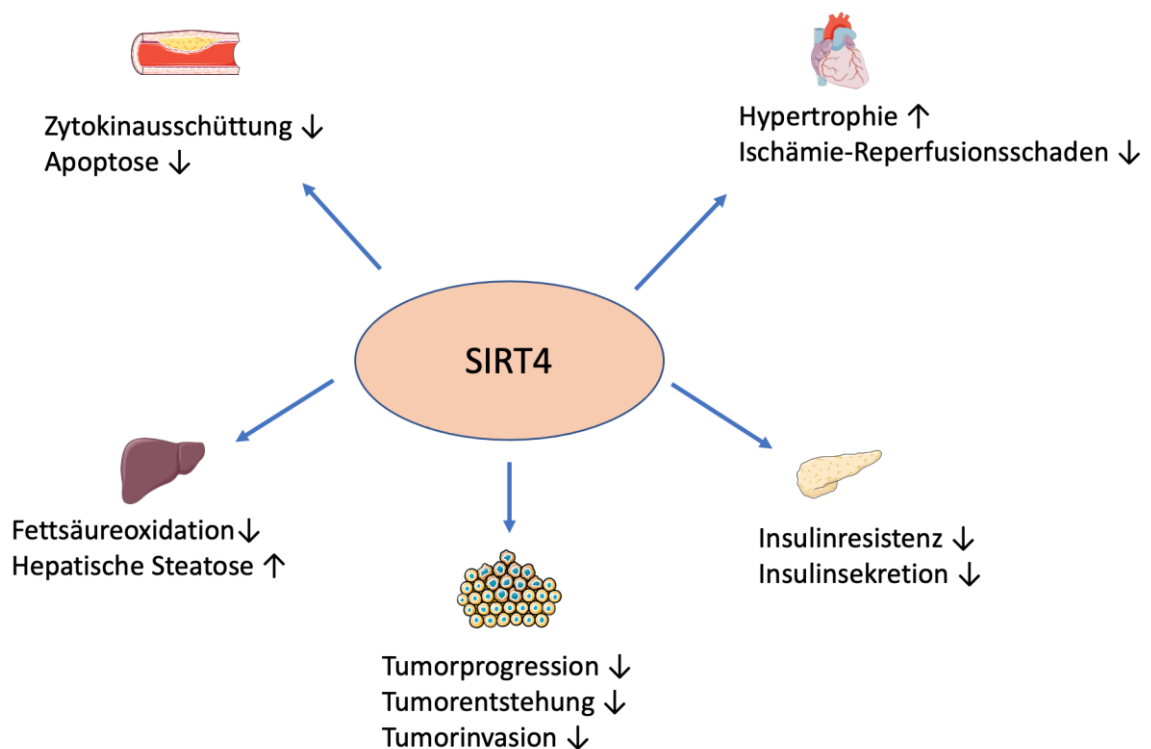 Zytokinausschüttung ↓
Apoptose ↓
Hypertrophie ↑
Ischämie-Reperfusionsschaden ↓
SIRT4
Fettsäureoxidation↓
Hepatische Steatose ↑
Insulinresistenz ↓
Insulinsekretion ↓
Tumorprogression ↓
Tumorentstehung ↓
Tumorinvasion ↓